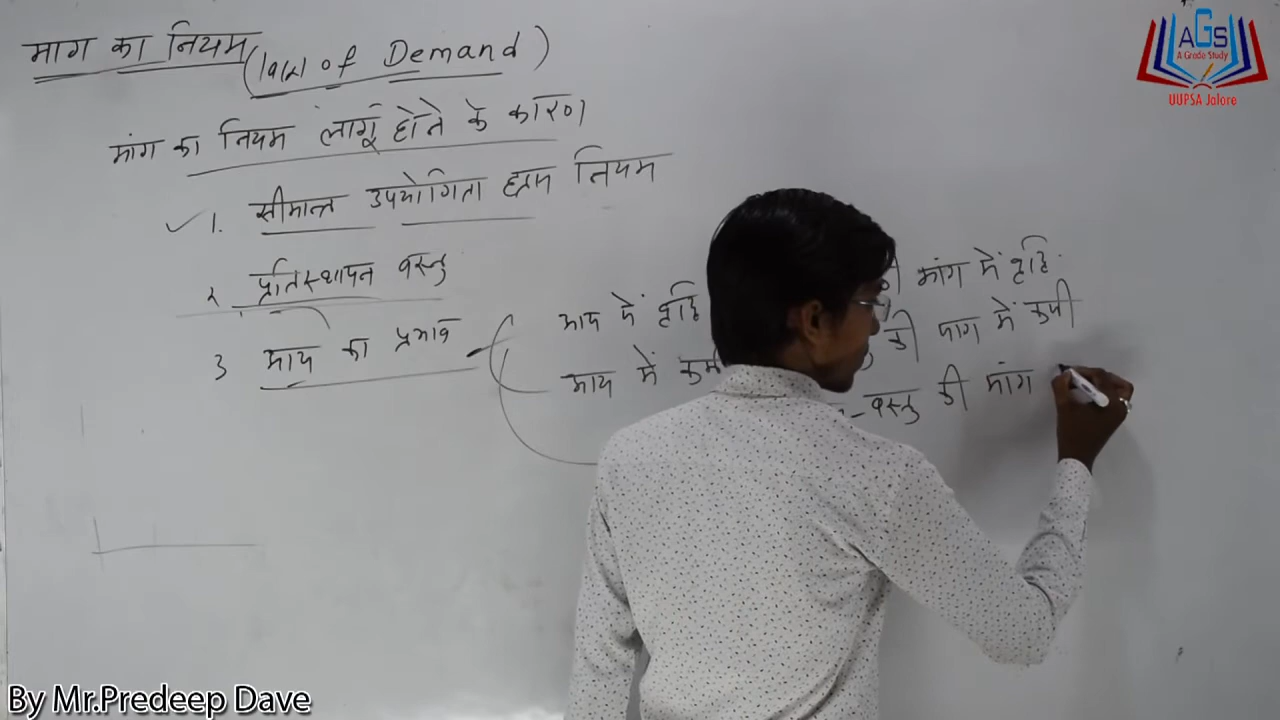 माग का नियम (law of Demand)
मांग का नियम लागू होने के कारण
1. सीमान्त उपयोगिता ह्रास नियम
2 प्रतिस्थापन वस्तु
3 आय का प्रभाव
आय में वृद्धि मांग में वृद्धि
आय में कमी की माग में कमी
वस्तु की मांग
AGS
A Grade Study
UUPSA Jalore
By Mr.Predeep Dave